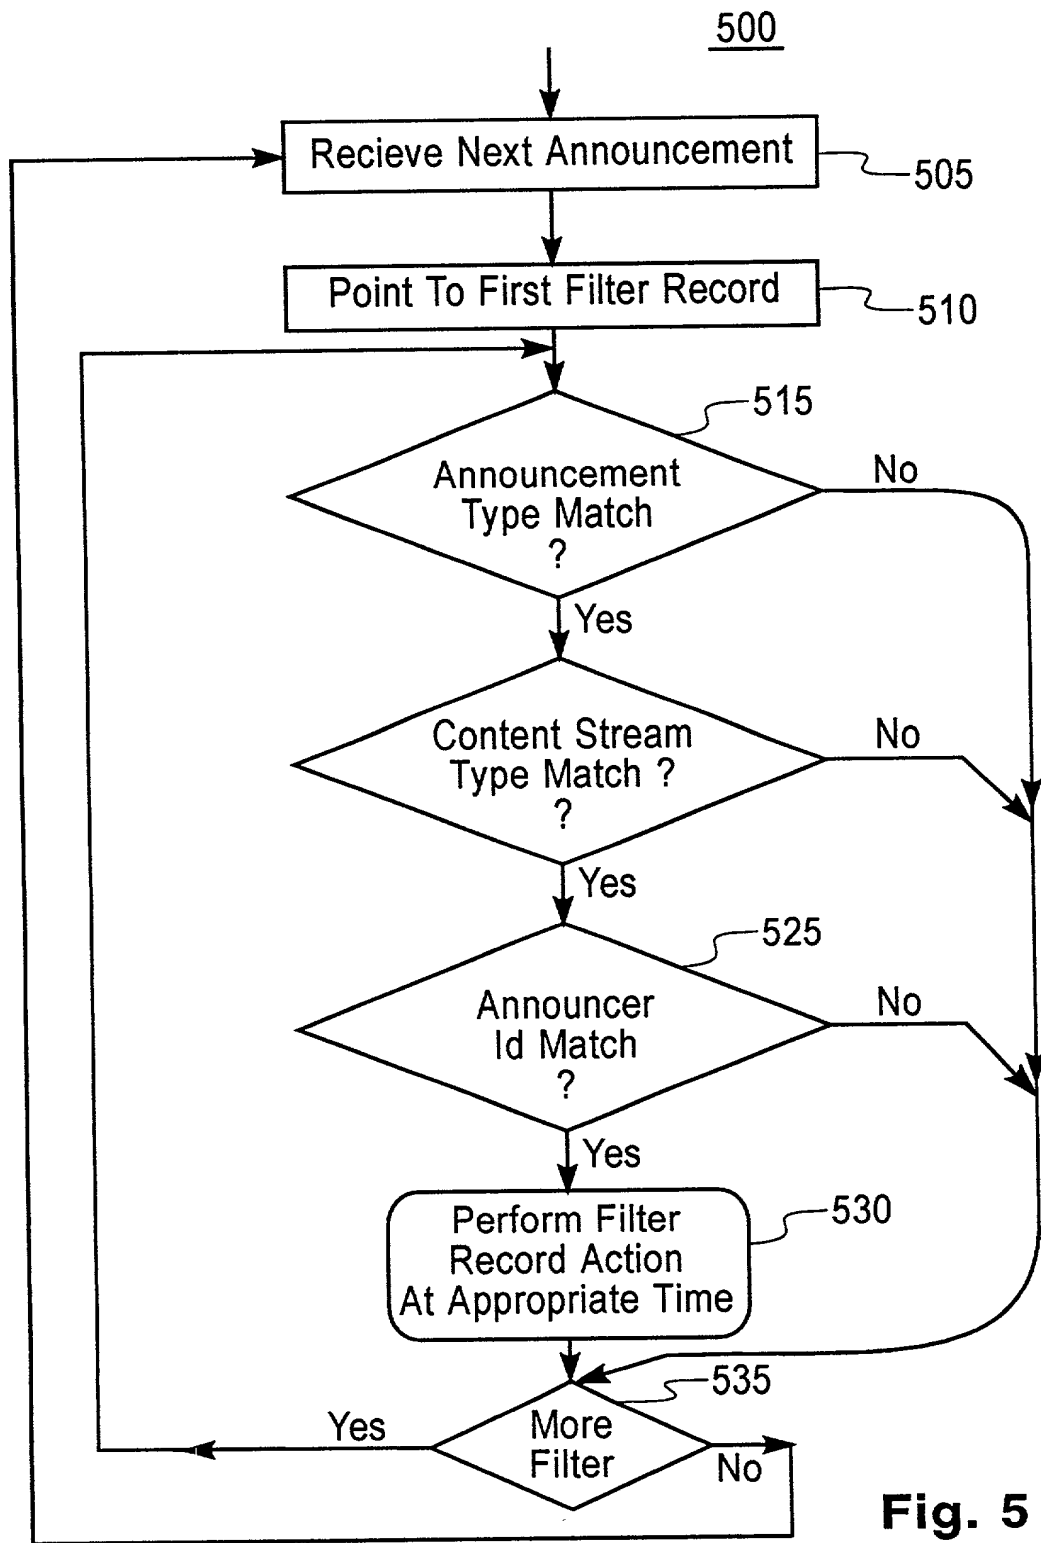 500
Recieve Next Announcement
505
Point To First Filter Record
510
515
Announcement
Type Match
?
No
Yes
Content Stream
Type Match ?
?
No
Yes
525
Announcer
Id Match
?
No
Yes
530
Perform Filter
Record Action
At Appropriate Time
535
More
Filter
Yes
No
Fig. 5